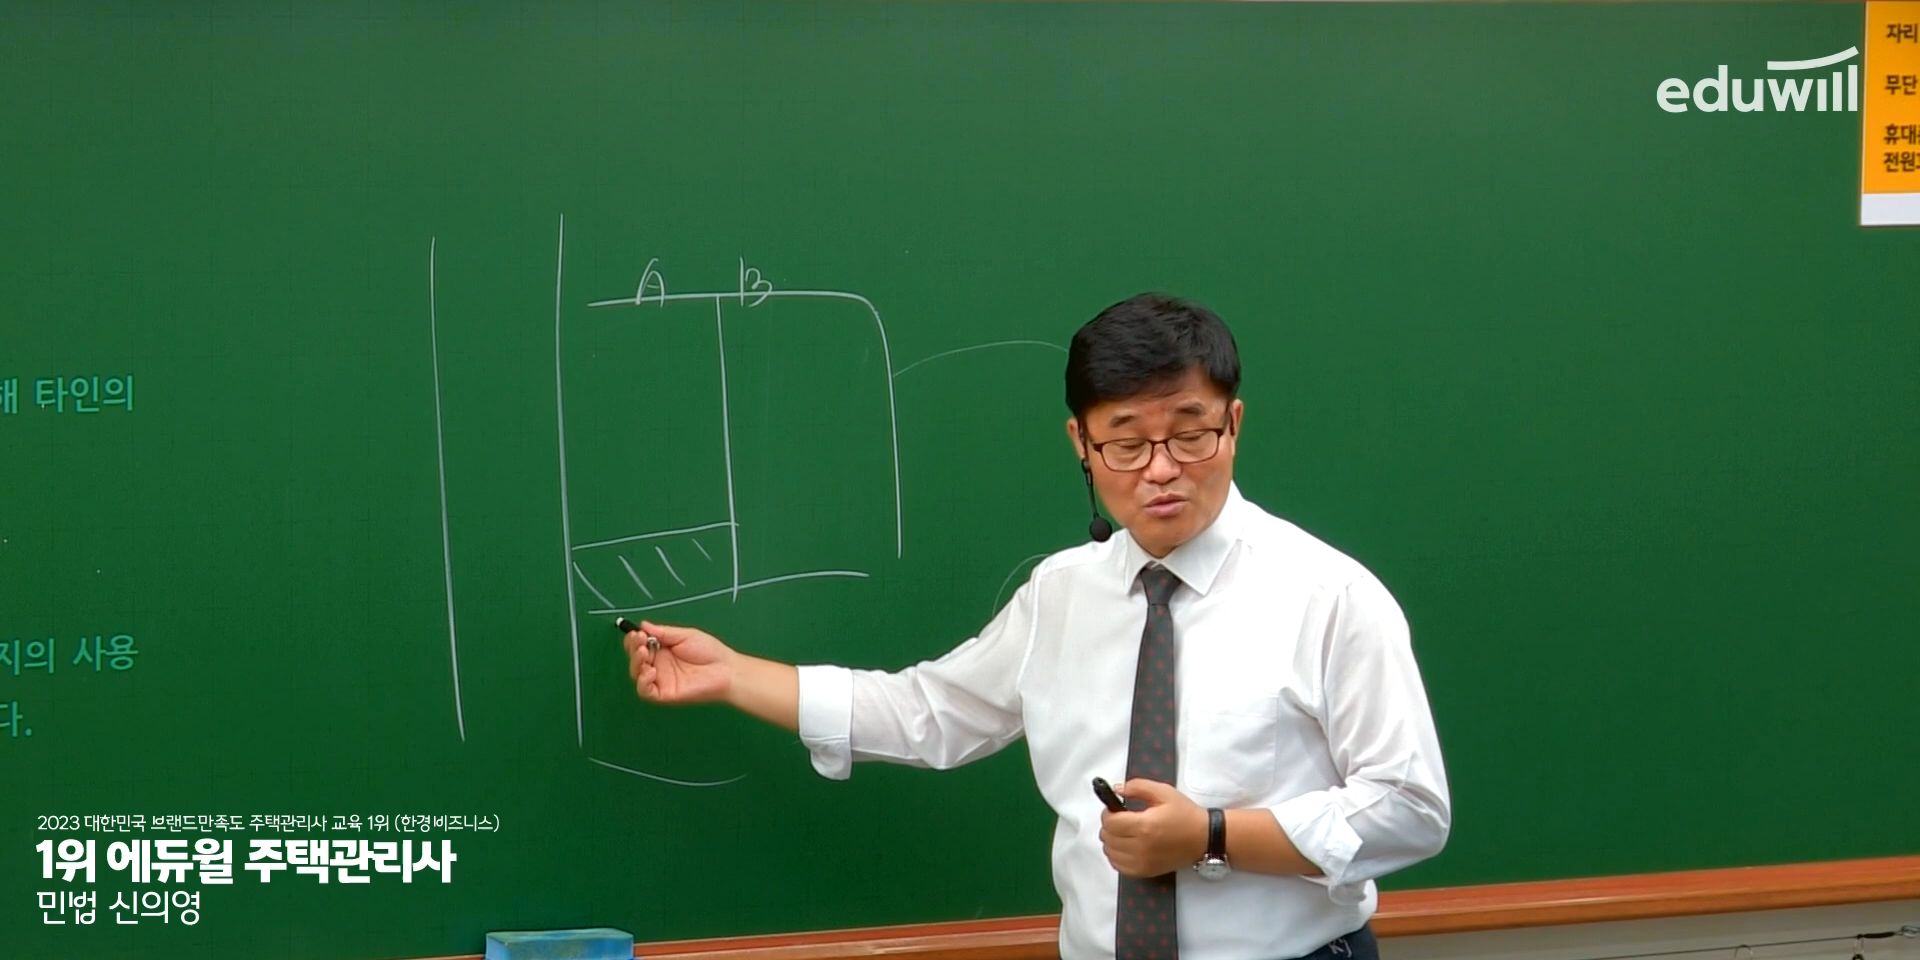 eduwill
자리
무단
휴대
전원
A B
해 타인의
지의 사용
다.
2023 대한민국 브랜드만족도 주택관리사 교육 1위 (한경비즈니스)
1위 에듀윌 주택관리사
민법 신의영